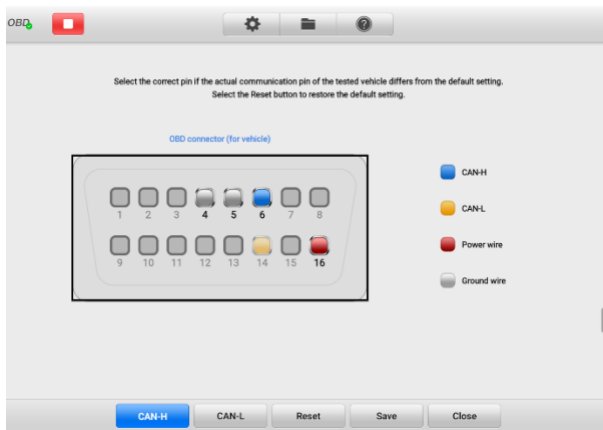 OBD
Select the correct pin if the actual communication pin of the tested vehicle differs from the default setting.
Select the Reset button to restore the default setting.
OBD connector (for vehicle)
1 2 3 4 5 6 7 8
9 10 11 12 13 14 15 16
CAN-H
CAN-L
Power wire
Ground wire
CAN-H CAN-L Reset Save Close